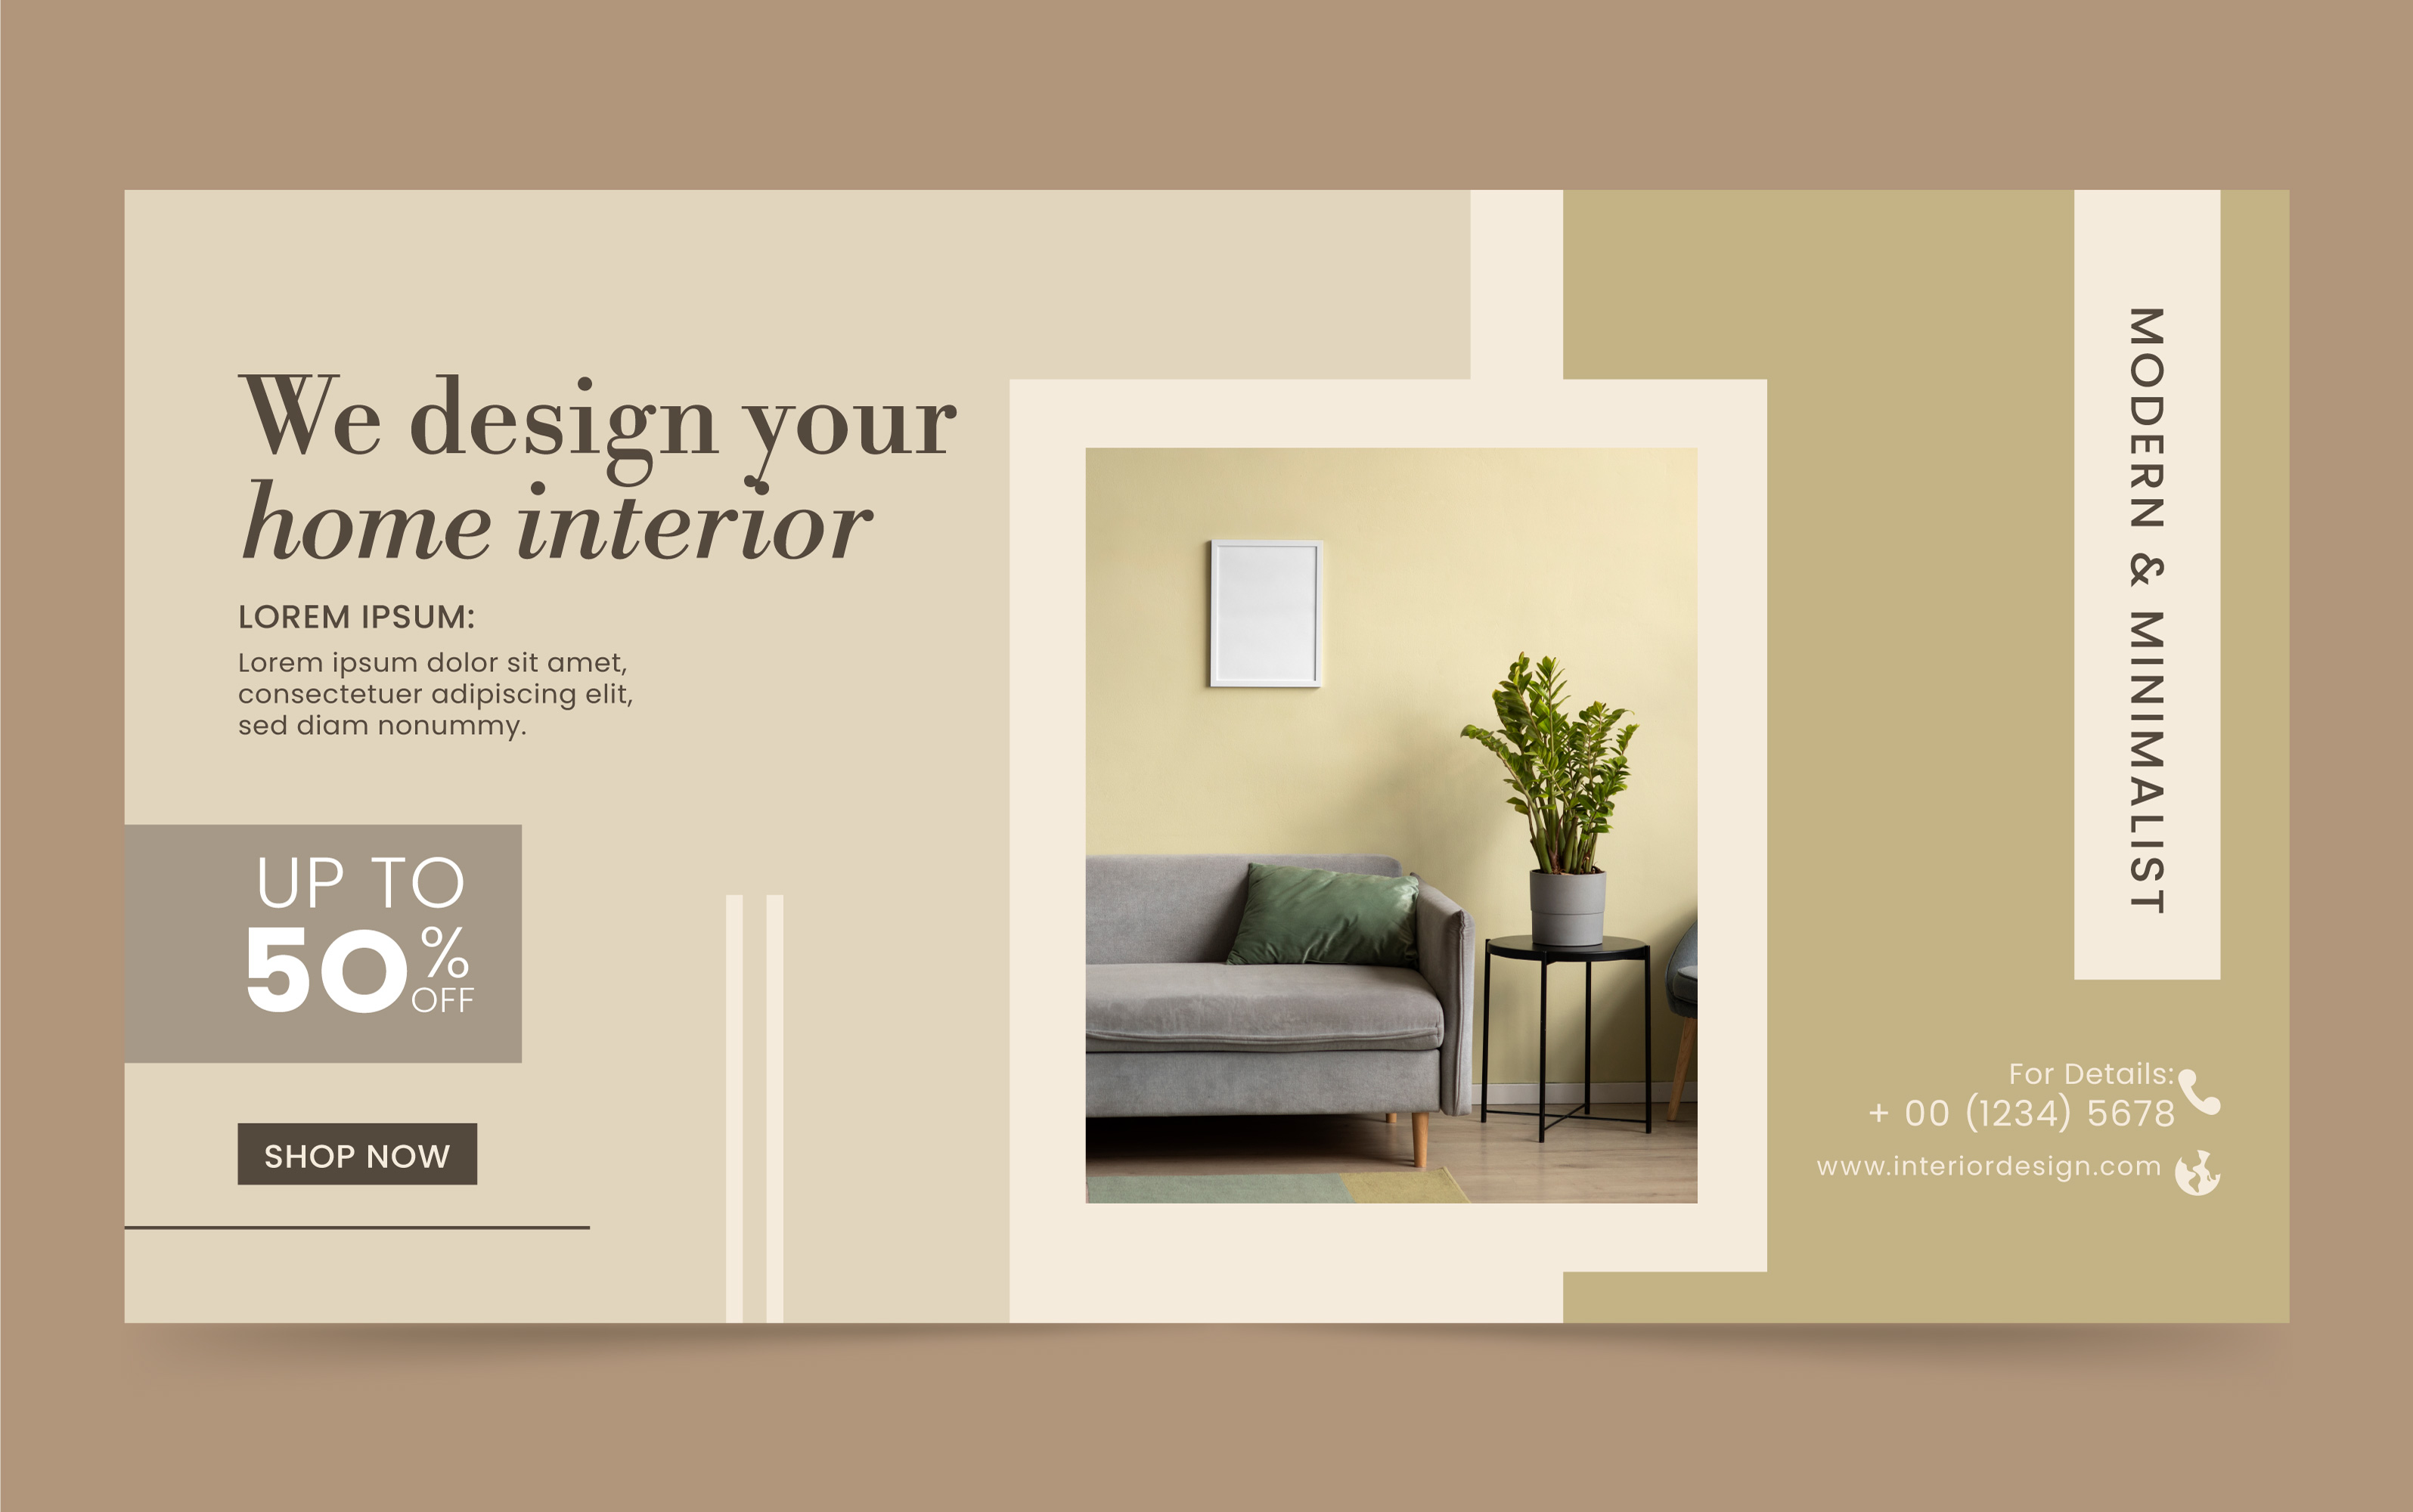 We design your
home interior
LOREM IPSUM:
Lorem ipsum dolor sit amet,
consectetuer adipiscing elit,
sed diam nonummy.
UP TO
50%
OFF
SHOP NOW
MODERN & MINIMALIST
For Details:
+ 00 (1234) 5678
www.interiordesign.com